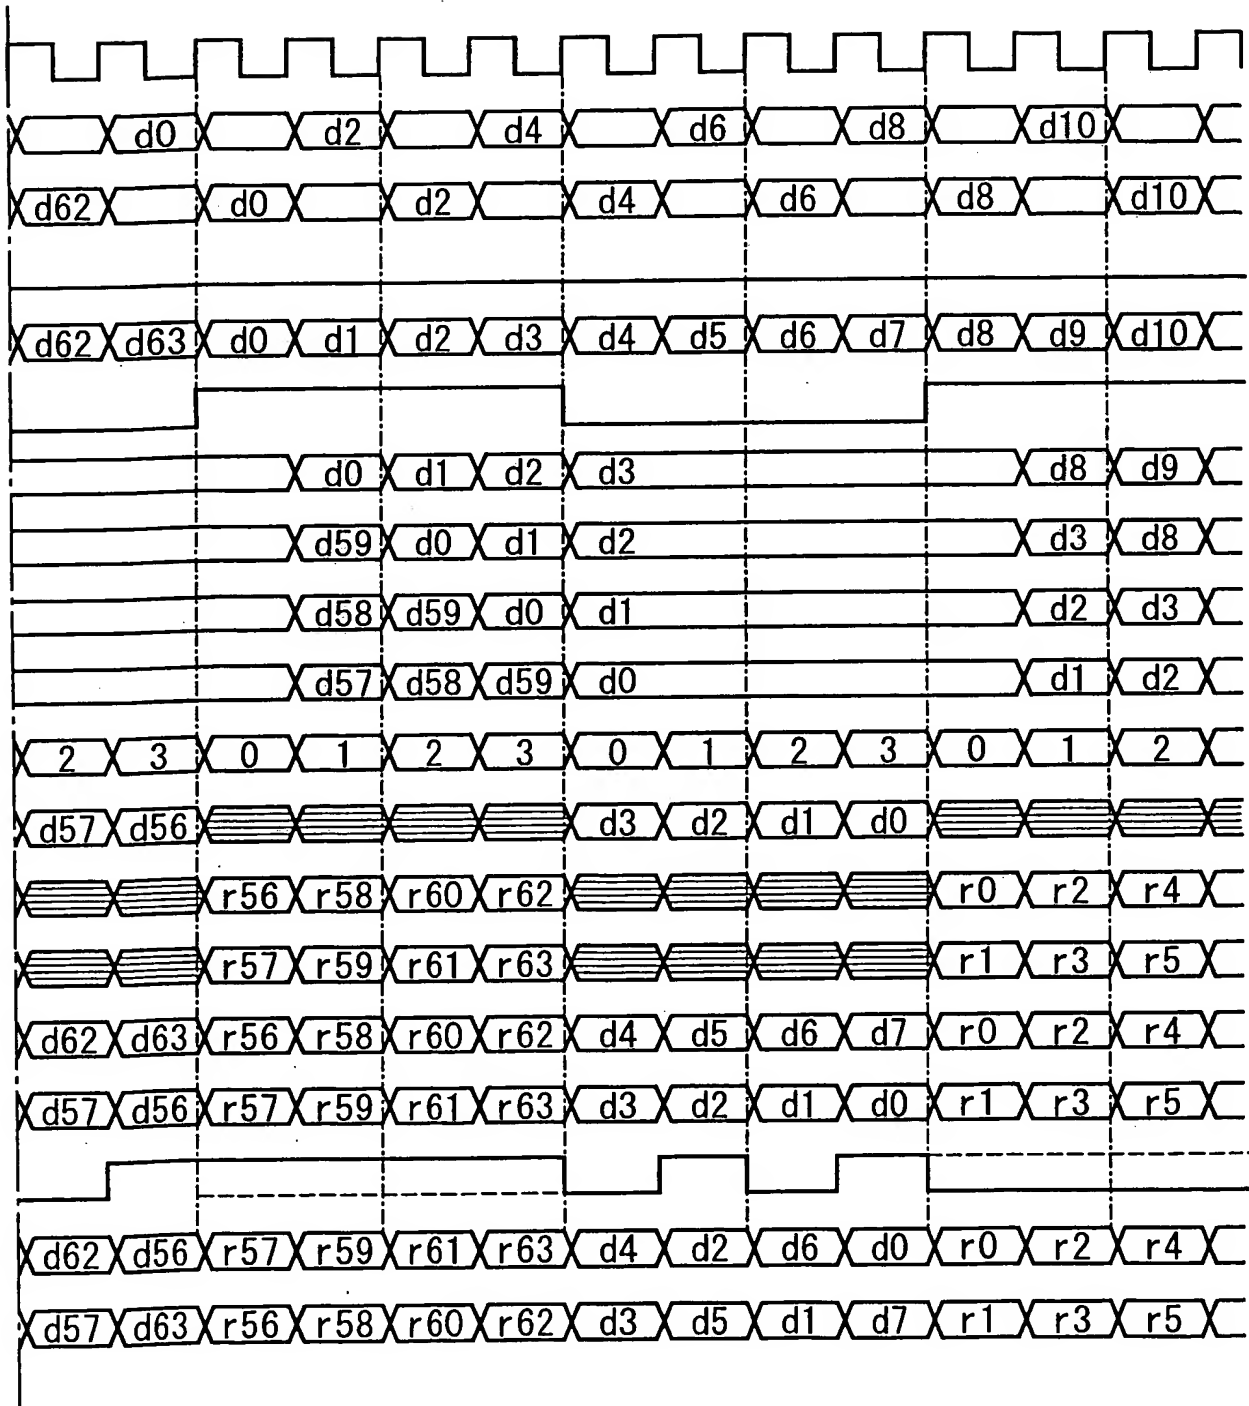 d0 d2 d4 d6 d8 d10
d62 d0 d2 d4 d6 d8 d10
d62 d63 d0 d1 d2 d3 d4 d5 d6 d7 d8 d9 d10
d0 d1 d2 d3 d8 d9
d59 d0 d1 d2 d3 d8
d58 d59 d0 d1 d2 d3
d57 d58 d59 d0 d1 d2
2 3 0 1 2 3 0 1 2 3 0 1 2
d57 d56 d3 d2 d1 d0
r56 r58 r60 r62 r0 r2 r4
r57 r59 r61 r63 r1 r3 r5
d62 d63 r56 r58 r60 r62 d4 d5 d6 d7 r0 r2 r4
d57 d56 r57 r59 r61 r63 d3 d2 d1 d0 r1 r3 r5
d62 d56 r57 r59 r61 r63 d4 d2 d6 d0 r0 r2 r4
d57 d63 r56 r58 r60 r62 d3 d5 d1 d7 r1 r3 r5